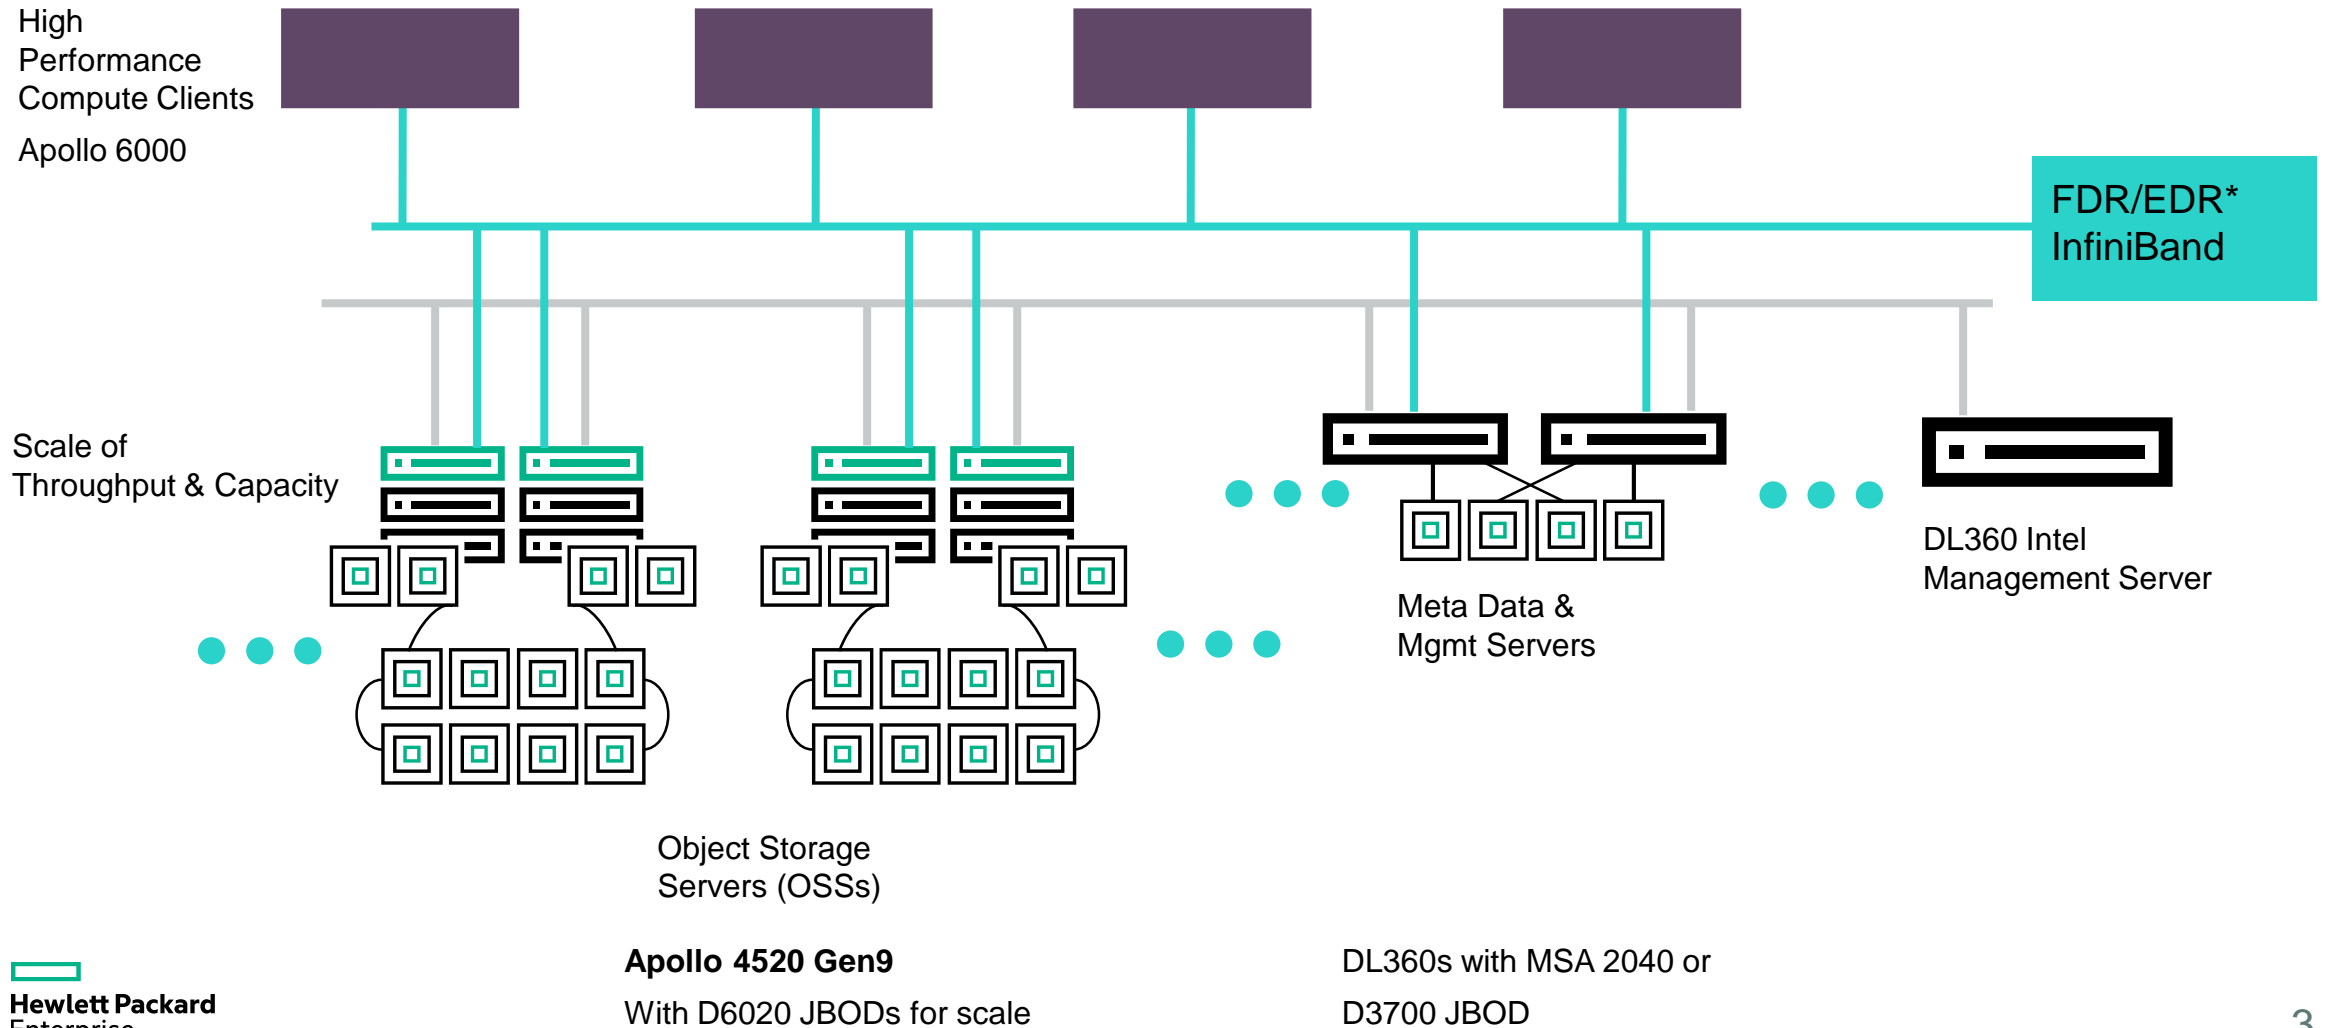 High
Performance
Compute Clients
Apollo 6000
FDR/EDR*
InfiniBand
Scale of
Throughput & Capacity
DL360 Intel
Management Server
Meta Data &
Mgmt Servers
Object Storage
Servers (OSSs)
Apollo 4520 Gen9
With D6020 JBODs for scale
DL360s with MSA 2040 or
D3700 JBOD
Hewlett Packard
Enterprise
3